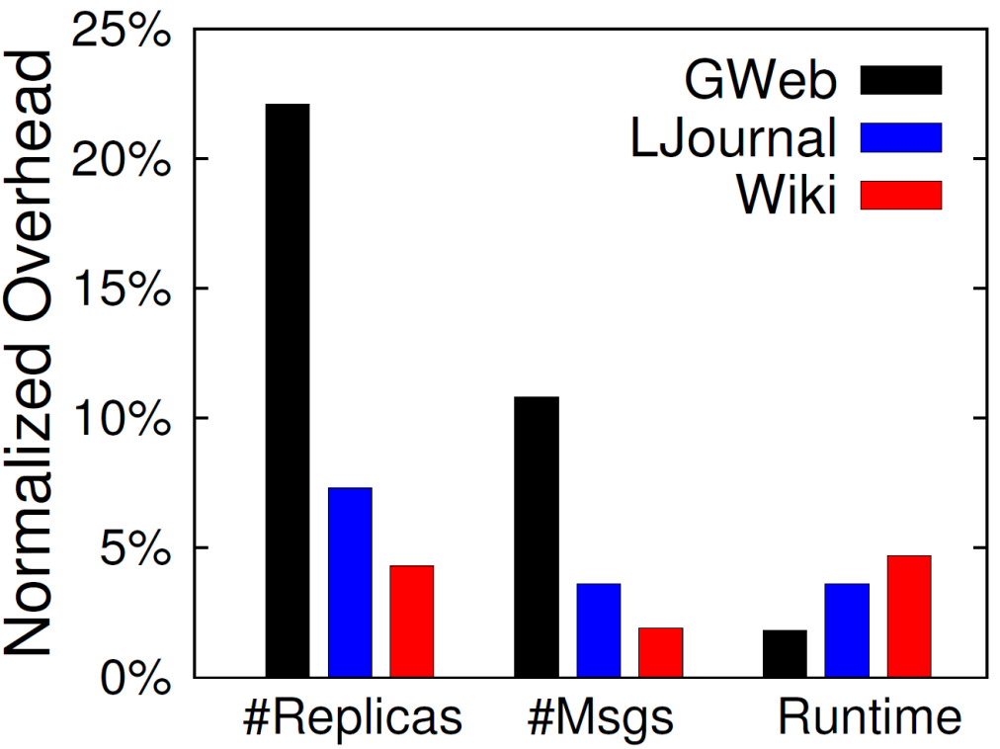 Normalized Overhead
25%
20%
15%
10%
5%
0%
GWeb
LJournal
Wiki
#Replicas
#Msgs
Runtime